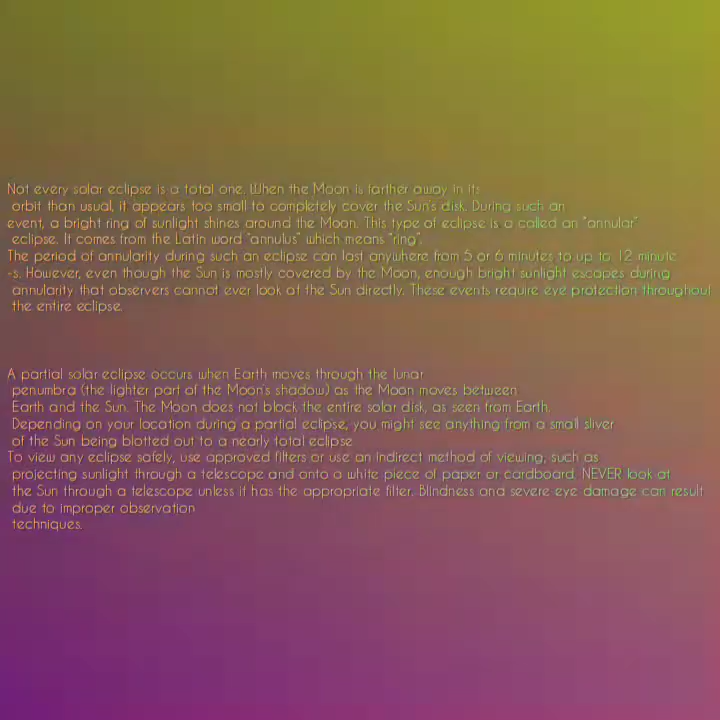 Not every solar eclipse is a total one. When the Moon is farther away in its
orbit than usual, it appears too small to completely cover the Sun's disk. During such an
event, a bright ring of sunlight shines around the Moon. This type of eclipse is a called an "annular"
eclipse. It comes from the Latin word "annulus" which means "ring".
The period of annularity during such an eclipse can last anywhere from 5 or 6 minutes to up to 12 minute
-s. However, even though the Sun is mostly covered by the Moon, enough bright sunlight escapes during
annularity that observers cannot ever look at the Sun directly. These events require eye protection throughout
the entire eclipse.
A partial solar eclipse occurs when Earth moves through the lunar
penumbra (the lighter part of the Moon's shadow) as the Moon moves between
Earth and the Sun. The Moon does not block the entire solar disk, as seen from Earth.
Depending on your location during a partial eclipse, you might see anything from a small sliver
of the Sun being blotted out to a nearly total eclipse
To view any eclipse safely, use approved filters or use an indirect method of viewing, such as
projecting sunlight through a telescope and onto a white piece of paper or cardboard. NEVER look at
the Sun through a telescope unless it has the appropriate filter. Blindness and severe eye damage can result
due to improper observation
techniques.